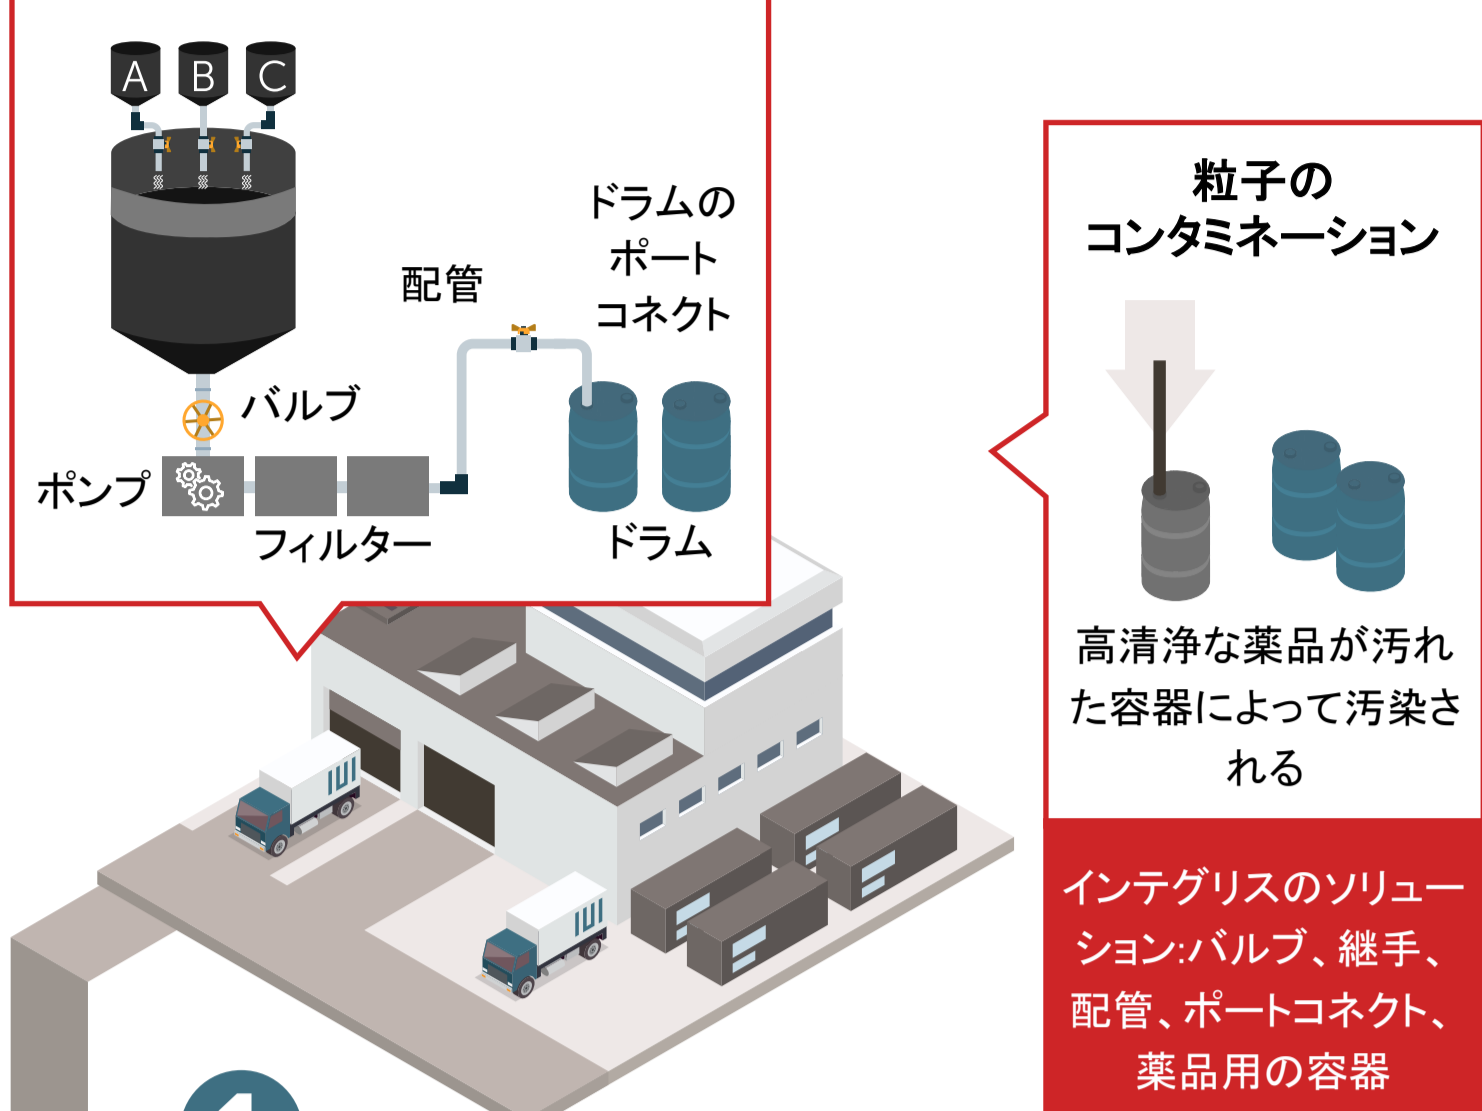 A B C
ドラムの
ポート
コネクト
配管
バルブ
ポンプ
フィルター
ドラム
粒子の
コンタミネーション
高清浄な薬品が汚れ
た容器によって汚染さ
れる
インテグリスのソリュー
ション:バルブ、継手、
配管、ポートコネクト、
薬品用の容器
1